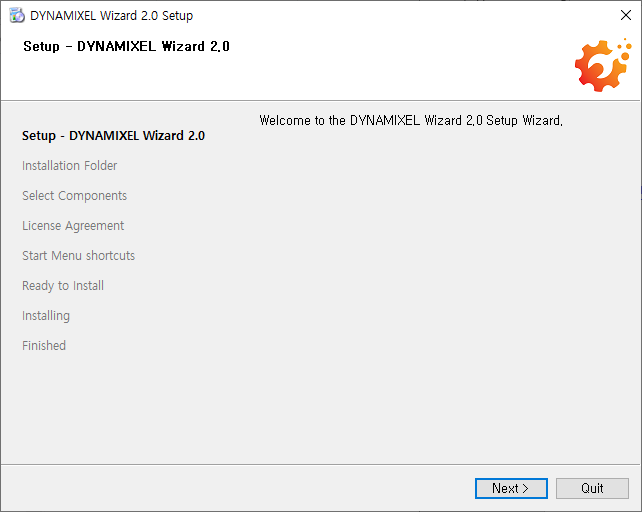 DYNAMIXEL Wizard 2.0 Setup
Setup - DYNAMIXEL Wizard 2.0
Welcome to the DYNAMIXEL Wizard 2.0 Setup Wizard.
Setup - DYNAMIXEL Wizard 2.0
Installation Folder
Select Components
License Agreement
Start Menu shortcuts
Ready to Install
Installing
Finished
Next >
Quit